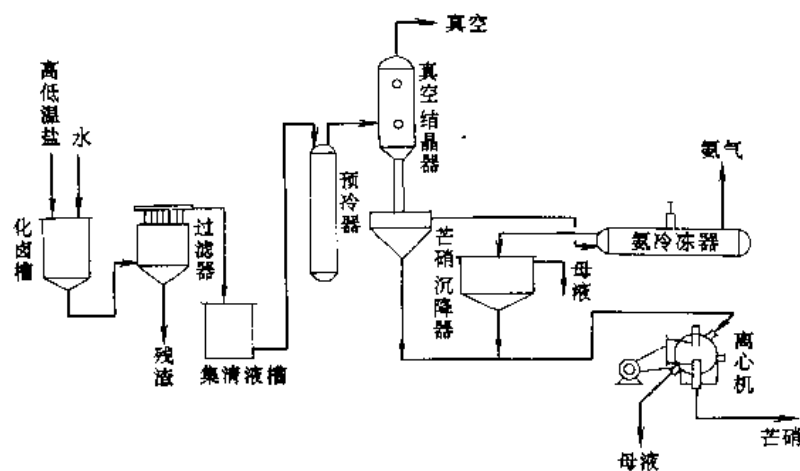 真空
高低温盐
水
真空结晶器
氨气
化卤槽
过滤器
预冷器
芒硝沉降器
氨冷冻器
母液
残渣
集清液槽
离心机
母液
芒硝